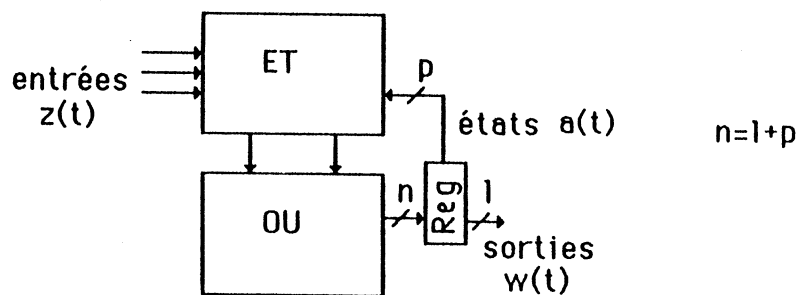 ET
p
entrées
z(t)
états a(t)
n=l+p
OU
n
Reg
l
sorties
w(t)